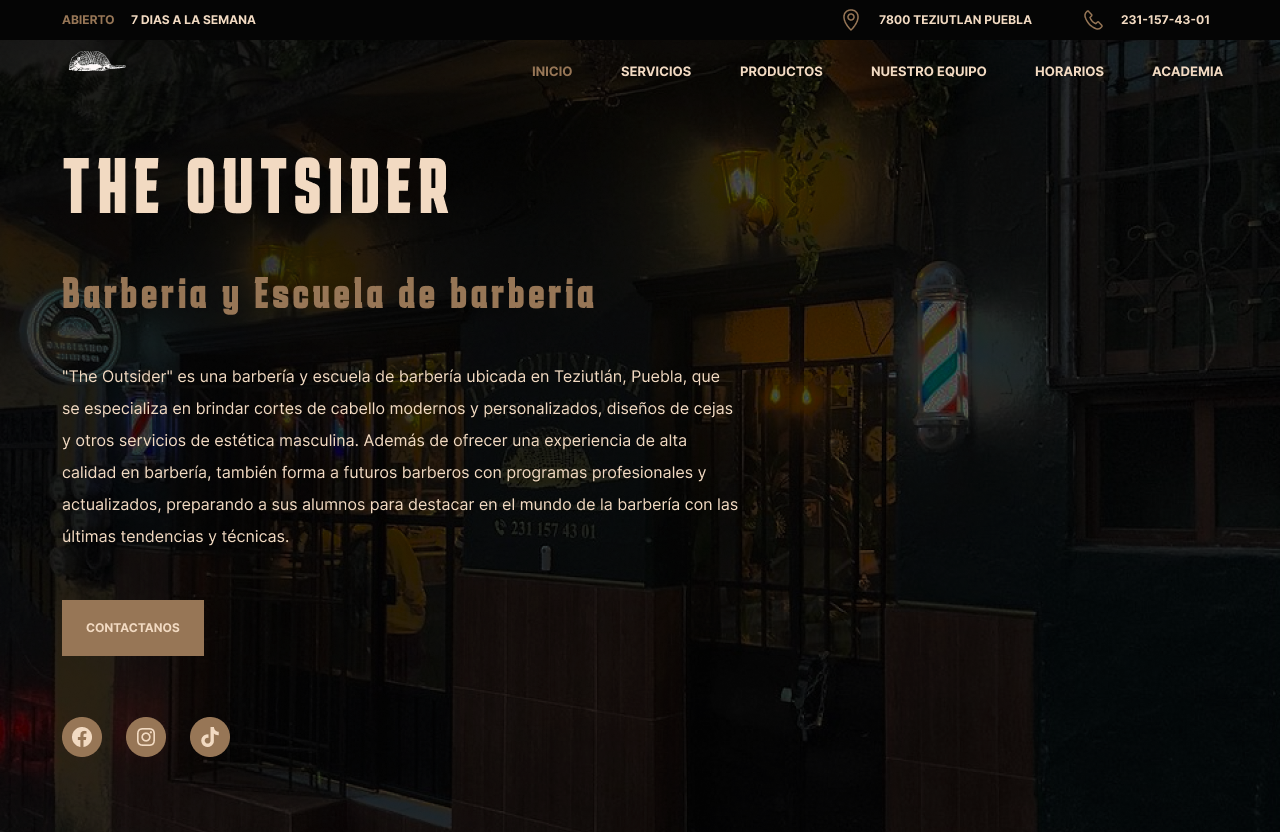 ABIERTO 7 DIAS A LA SEMANA 7800 TEZIUTLAN PUEBLA 231-157-43-01
INICIO SERVICIOS PRODUCTOS NUESTRO EQUIPO HORARIOS ACADEMIA
THE OUTSIDER
Barberia y Escuela de barberia
"The Outsider" es una barbería y escuela de barbería ubicada en Teziutlán, Puebla, que
se especializa en brindar cortes de cabello modernos y personalizados, diseños de cejas
y otros servicios de estética masculina. Además de ofrecer una experiencia de alta
calidad en barbería, también forma a futuros barberos con programas profesionales y
actualizados, preparando a sus alumnos para destacar en el mundo de la barbería con las
últimas tendencias y técnicas.
231 157 43 01
CONTACTANOS